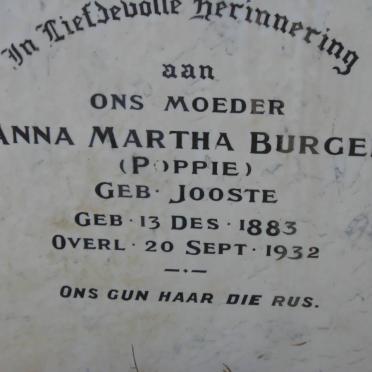 In Liefdevolle Herinnering
aan
ONS MOEDER
ANNA MARTHA BURGE
(POPPIE)
GEB· JOOSTE
GEB · 13 DES · 1883
OVERL · 20 SEPT · 1932
ONS GUN HAAR DIE RUS.